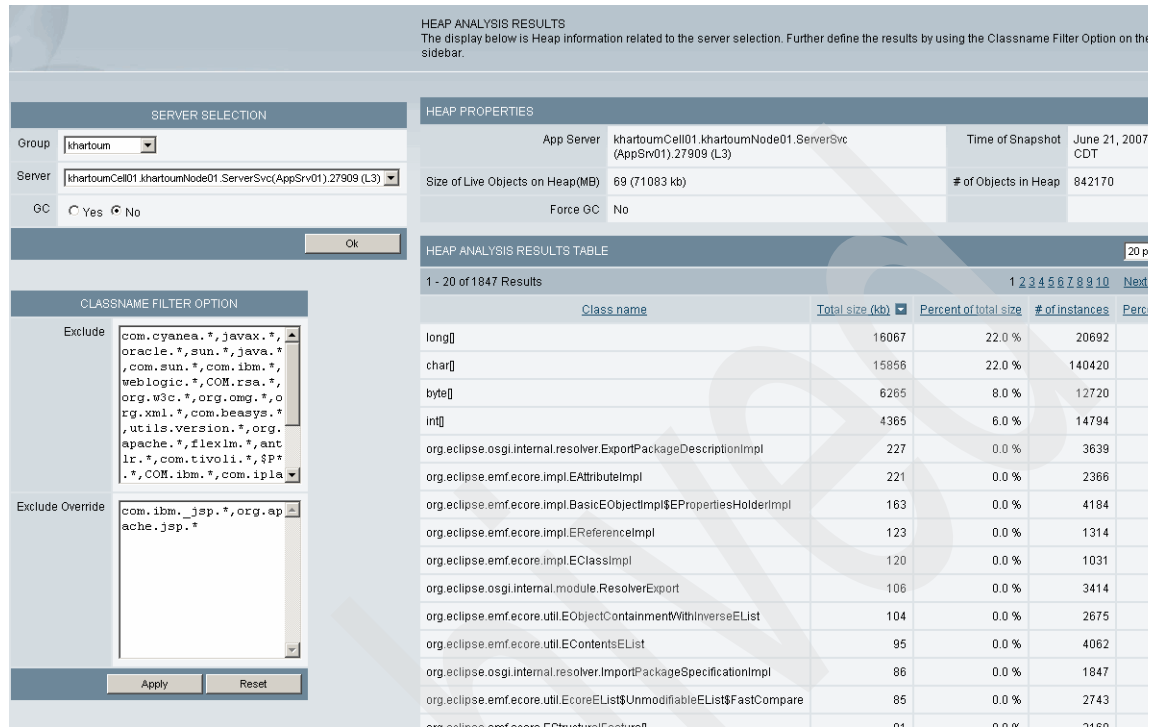 HEAP ANALYSIS RESULTS
The display below is Heap information related to the server selection. Further define the results by using the Classname Filter Option on the
sidebar.
SERVER SELECTION
Group khartoum
Server khartoumCell01.khartoumNode01.ServerSvc(AppSrv01).27909 (L3)
GC Yes No
Ok
CLASSNAME FILTER OPTION
Exclude
com.cyanea.*,javax.*,
oracle.*,sun.*,java.*
,com.sun.*,com.ibm.*,
weblogic.*,COM.rsa.*,
org.w3c.*,org.omg.*,o
rg.xml.*,com.beasys.*
,utils.version.*,org.
apache.*,flexlm.*,ant
lr.*,com.tivoli.*,$P*
.*,COM.ibm.*,com.ipla
Exclude Override
com.ibm._jsp.*,org.ap
ache.jsp.*
Apply Reset
HEAP PROPERTIES
App Server khartoumCell01.khartoumNode01.ServerSvc
(AppSrv01).27909 (L3)
Time of Snapshot June 21, 2007
CDT
Size of Live Objects on Heap(MB) 69 (71083 kb) # of Objects in Heap 842170
Force GC No
HEAP ANALYSIS RESULTS TABLE 20 p
1 - 20 of 1847 Results 1 2 3 4 5 6 7 8 9 10 Next
Class name Total size (kb) Percent of total size # of instances Perc
long[] 16067 22.0 % 20692
char[] 15856 22.0 % 140420
byte[] 6265 8.0 % 12720
int[] 4365 6.0 % 14794
org.eclipse.osgi.internal.resolver.ExportPackageDescriptionImpl 227 0.0 % 3639
org.eclipse.emf.ecore.impl.EAttributeImpl 221 0.0 % 2366
org.eclipse.emf.ecore.impl.BasicEObjectImpl$EPropertiesHolderImpl 163 0.0 % 4184
org.eclipse.emf.ecore.impl.EReferenceImpl 123 0.0 % 1314
org.eclipse.emf.ecore.impl.EClassImpl 120 0.0 % 1031
org.eclipse.osgi.internal.module.ResolverExport 106 0.0 % 3414
org.eclipse.emf.ecore.util.EObjectContainmentWithInverseEList 104 0.0 % 2675
org.eclipse.emf.ecore.util.EContentsEList 95 0.0 % 4062
org.eclipse.osgi.internal.resolver.ImportPackageSpecificationImpl 86 0.0 % 1847
org.eclipse.emf.ecore.util.EcoreEList$UnmodifiableEList$FastCompare 85 0.0 % 2743